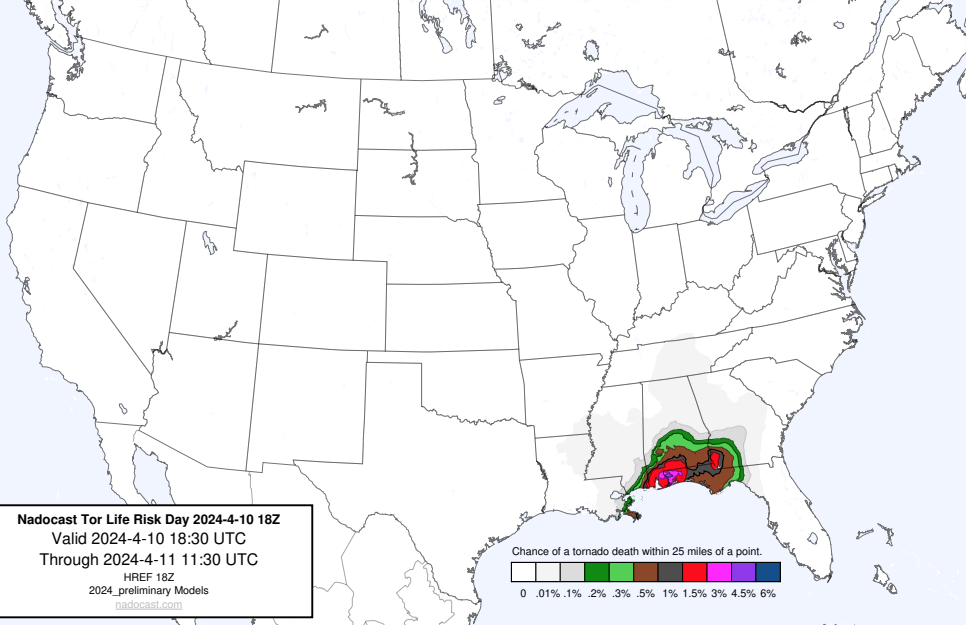 Nadocast Tor Life Risk Day 2024-4-10 18Z
Valid 2024-4-10 18:30 UTC
Through 2024-4-11 11:30 UTC
HREF 18Z
2024_preliminary Models
nadocast.com
Chance of a tornado death within 25 miles of a point.
0 .01% .1% .2% .3% .5% 1% 1.5% 3% 4.5% 6%